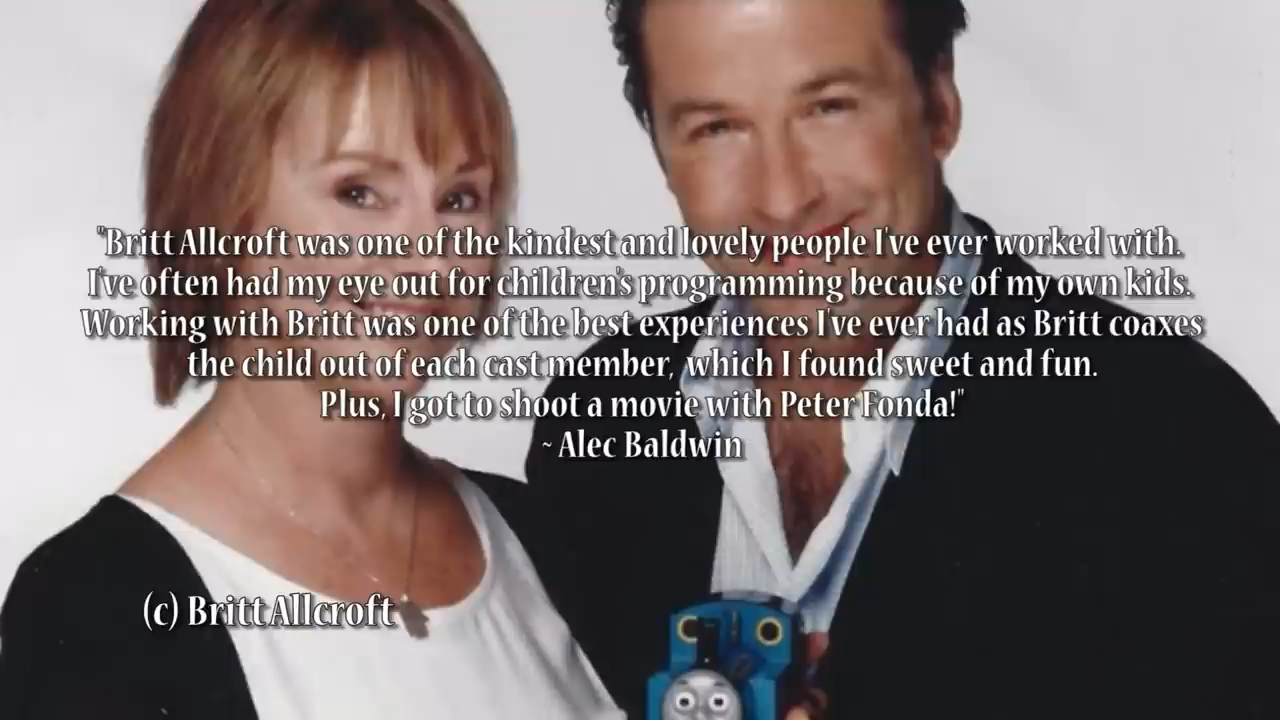 "Britt Allcroft was one of the kindest and lovely people I've ever worked with.
I've often had my eye out for children's programming because of my own kids.
Working with Britt was one of the best experiences I've ever had as Britt coaxes
the child out of each cast member, which I found sweet and fun.
Plus, I got to shoot a movie with Peter Fonda!"
~ Alec Baldwin
(c) Britt Allcroft